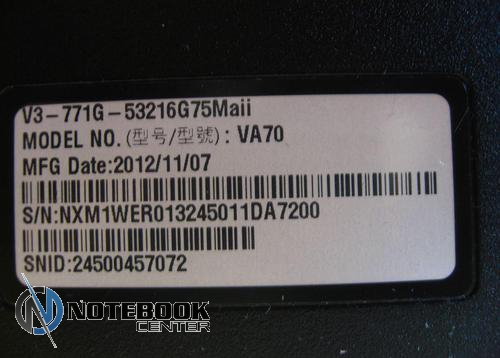 V3-771G-53216G75Maii
MODEL NO.(型号/型號): VA70
MFG Date:2012/11/07
S/N:NXM1WER013245011DA7200
SNID:24500457072
NOTEBOOK
CENTER